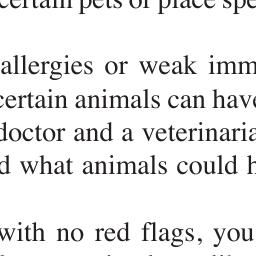 certain pets or place spe
allergies or weak imm
certain animals can hav
doctor and a veterinaria
d what animals could h
with no red flags, you